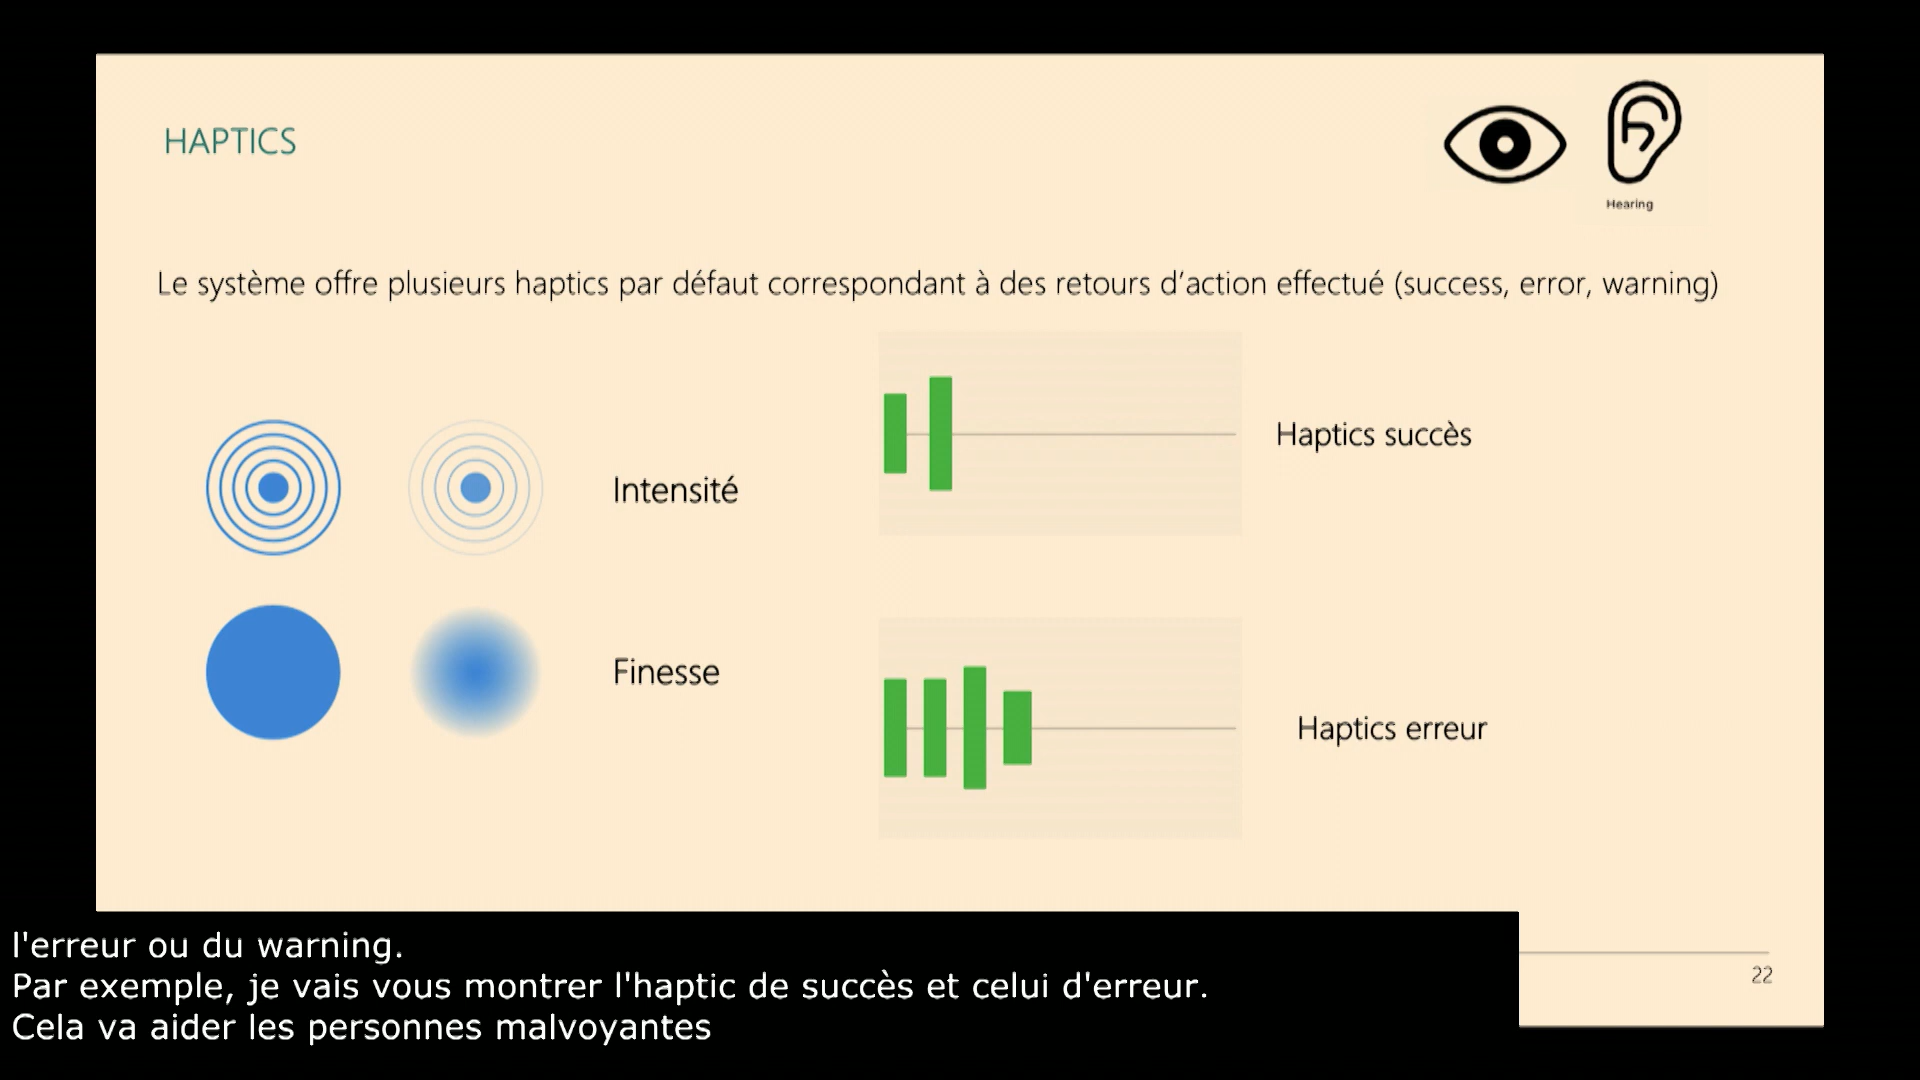 HAPTICS
Hearing
Le système offre plusieurs haptics par défaut correspondant à des retours d’action effectué (success, error, warning)
Intensité
Haptics succès
Finesse
Haptics erreur
l'erreur ou du warning.
Par exemple, je vais vous montrer l'haptic de succès et celui d'erreur.
Cela va aider les personnes malvoyantes
22